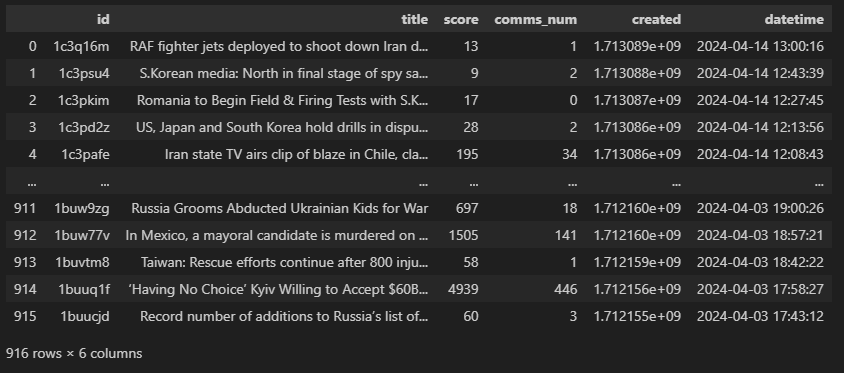 id title score comms_num created datetime
0 1c3q16m RAF fighter jets deployed to shoot down Iran d... 13 1 1.713089e+09 2024-04-14 13:00:16
1 1c3psu4 S.Korean media: North in final stage of spy sa... 9 2 1.713088e+09 2024-04-14 12:43:39
2 1c3pkim Romania to Begin Field & Firing Tests with S.K... 17 0 1.713087e+09 2024-04-14 12:27:45
3 1c3pd2z US, Japan and South Korea hold drills in dispu... 28 2 1.713086e+09 2024-04-14 12:13:56
4 1c3pafe Iran state TV airs clip of blaze in Chile, cla... 195 34 1.713086e+09 2024-04-14 12:08:43
... ... ... ... ... ... ...
911 1buw9zg Russia Grooms Abducted Ukrainian Kids for War 697 18 1.712160e+09 2024-04-03 19:00:26
912 1buw77v In Mexico, a mayoral candidate is murdered on ... 1505 141 1.712160e+09 2024-04-03 18:57:21
913 1buvtm8 Taiwan: Rescue efforts continue after 800 inju... 58 1 1.712159e+09 2024-04-03 18:42:22
914 1buuq1f ‘Having No Choice’ Kyiv Willing to Accept $60B... 4939 446 1.712156e+09 2024-04-03 17:58:27
915 1buucjd Record number of additions to Russia’s list of... 60 3 1.712155e+09 2024-04-03 17:43:12
916 rows × 6 columns